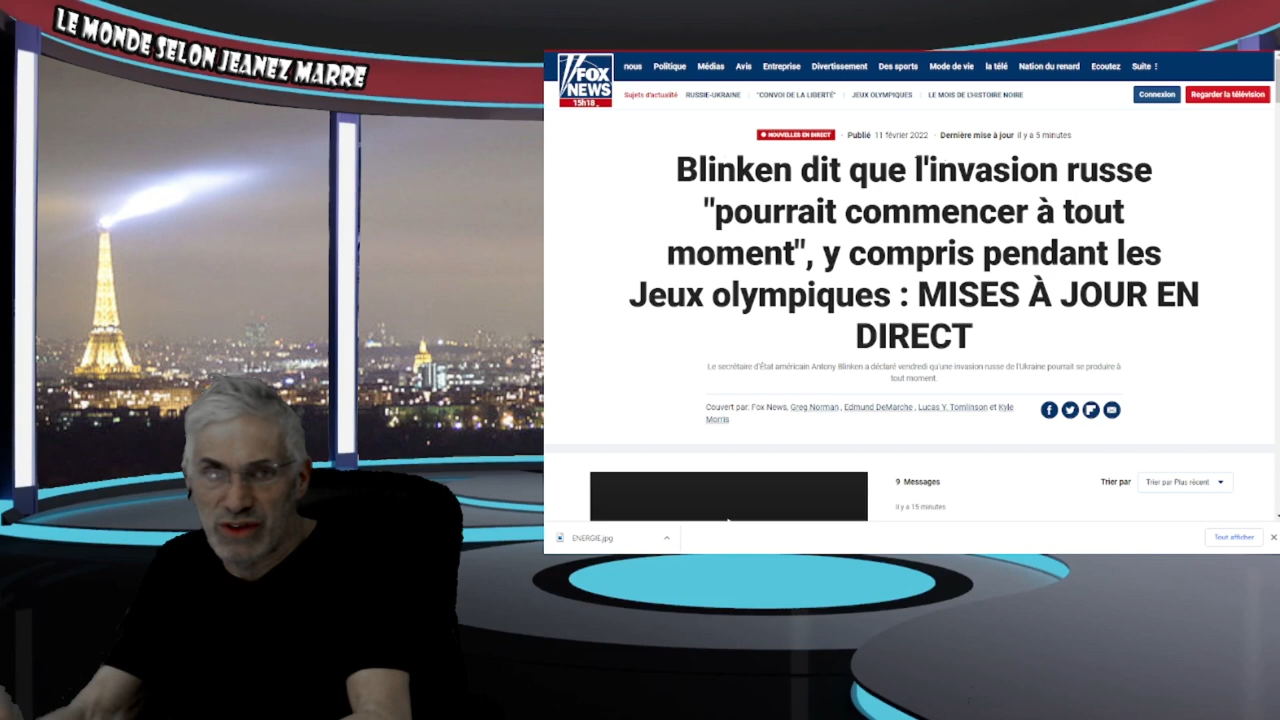 LE MONDE SELON JEANEZ MARRE
FOX
NEWS
15h18
nous Politique Médias Avis Entreprise Divertissement Des sports Mode de vie la télé Nation du renard Ecoutez Suite
Sujets d'actualité RUSSIE-UKRAINE "CONVOI DE LA LIBERTÉ" JEUX OLYMPIQUES LE MOIS DE L'HISTOIRE NOIRE Connexion Regarder la télévision
NOUVELLES EN DIRECT · Publié 11 février 2022 · Dernière mise à jour il y a 5 minutes
Blinken dit que l'invasion russe
"pourrait commencer à tout
moment", y compris pendant les
Jeux olympiques : MISES À JOUR EN
DIRECT
Le secrétaire d'État américain Antony Blinken a déclaré vendredi qu'une invasion russe de l'Ukraine pourrait se produire à
tout moment.
Couvert par: Fox News, Greg Norman , Edmund DeMarche , Lucas Y. Tomlinson et Kyle
Morris
9 Messages Trier par Trier par Plus récent
il y a 15 minutes
ENERGIE.jpg Tout afficher